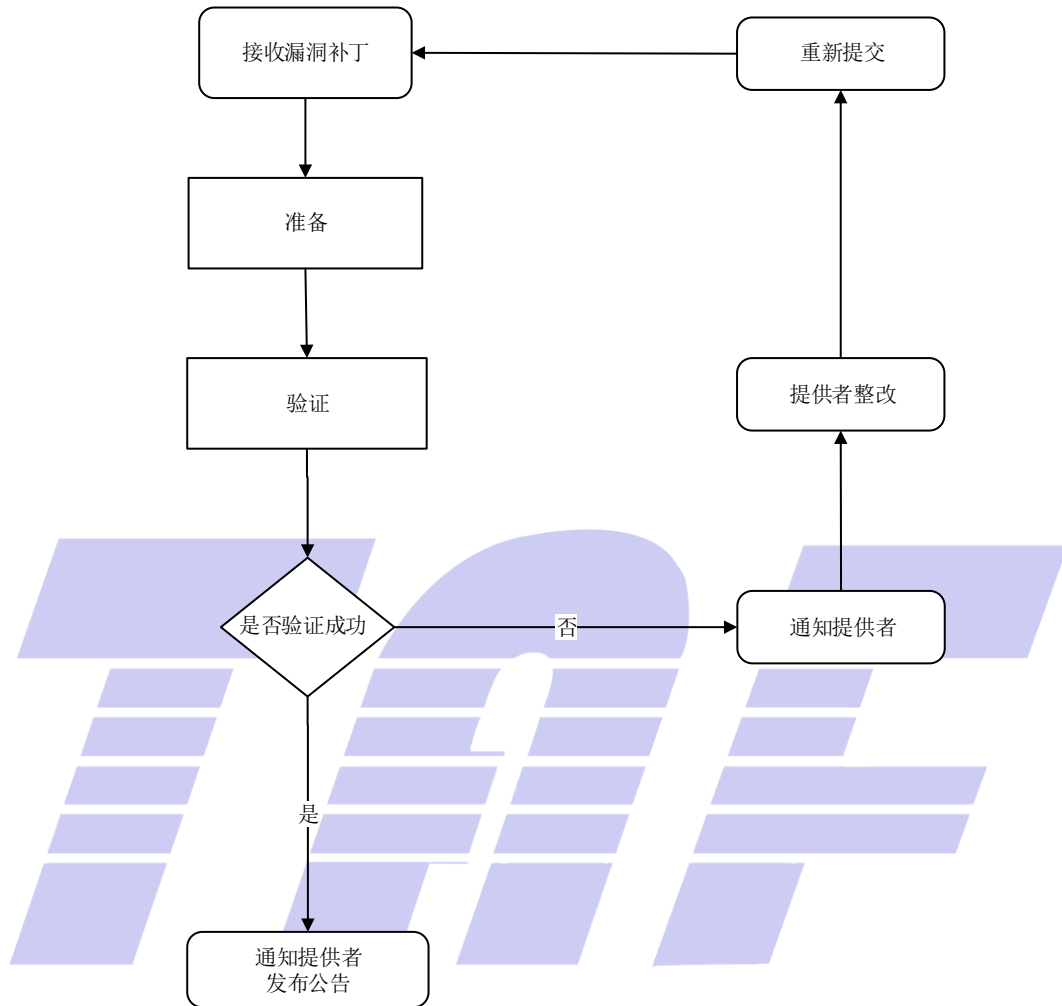 接收漏洞补丁
重新提交
准备
验证
提供者整改
是否验证成功
否
通知提供者
是
通知提供者
发布公告
TAF